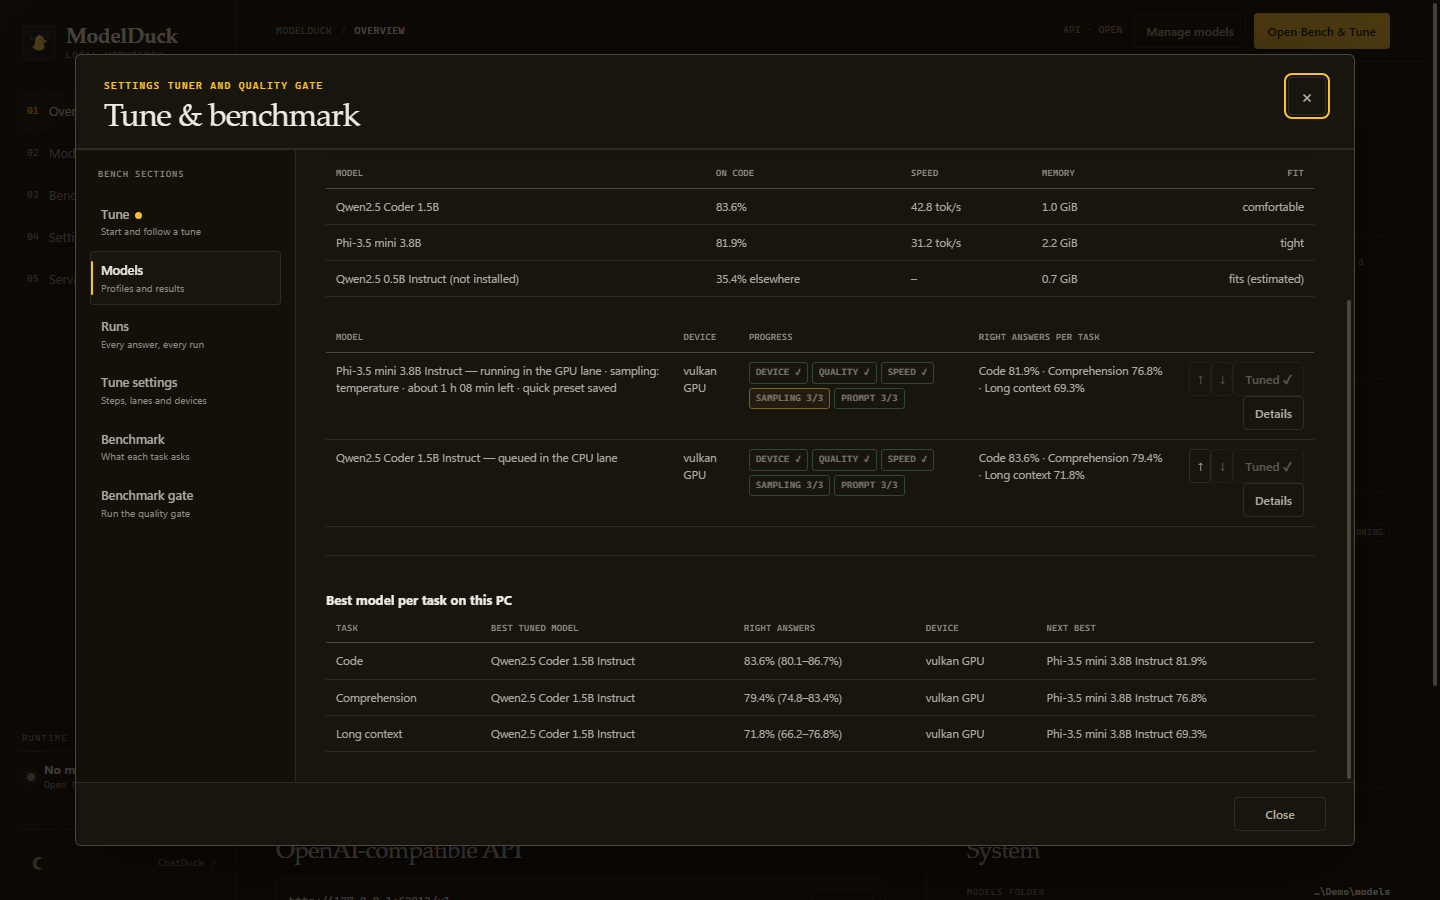 ModelDuck
MODELDUCK / OVERVIEW
API · OPEN
Manage models
Open Bench & Tune
SETTINGS TUNER AND QUALITY GATE
Tune & benchmark
×
01 Over
02 Mod
03 Benc
04 Setti
05 Serv
BENCH SECTIONS
Tune
Start and follow a tune
Models
Profiles and results
Runs
Every answer, every run
Tune settings
Steps, lanes and devices
Benchmark
What each task asks
Benchmark gate
Run the quality gate
MODEL ON CODE SPEED MEMORY FIT
Qwen2.5 Coder 1.5B 83.6% 42.8 tok/s 1.0 GiB comfortable
Phi-3.5 mini 3.8B 81.9% 31.2 tok/s 2.2 GiB tight
Qwen2.5 0.5B Instruct (not installed) 35.4% elsewhere – 0.7 GiB fits (estimated)
MODEL DEVICE PROGRESS RIGHT ANSWERS PER TASK
Phi-3.5 mini 3.8B Instruct — running in the GPU lane · sampling:
temperature · about 1 h 08 min left · quick preset saved
vulkan
GPU
DEVICE ✓ QUALITY ✓ SPEED ✓
SAMPLING 3/3 PROMPT 3/3
Code 81.9% · Comprehension 76.8%
· Long context 69.3%
↑ ↓ Tuned ✓
Details
Qwen2.5 Coder 1.5B Instruct — queued in the CPU lane
vulkan
GPU
DEVICE ✓ QUALITY ✓ SPEED ✓
SAMPLING 3/3 PROMPT 3/3
Code 83.6% · Comprehension 79.4%
· Long context 71.8%
↑ ↓ Tuned ✓
Details
Best model per task on this PC
TASK BEST TUNED MODEL RIGHT ANSWERS DEVICE NEXT BEST
Code Qwen2.5 Coder 1.5B Instruct 83.6% (80.1–86.7%) vulkan GPU Phi-3.5 mini 3.8B Instruct 81.9%
Comprehension Qwen2.5 Coder 1.5B Instruct 79.4% (74.8–83.4%) vulkan GPU Phi-3.5 mini 3.8B Instruct 76.8%
Long context Qwen2.5 Coder 1.5B Instruct 71.8% (66.2–76.8%) vulkan GPU Phi-3.5 mini 3.8B Instruct 69.3%
Close
a
NNING
RUNTIME
No m
Open
ChatDuck ↗
OpenAI-compatible API
System
MODELS FOLDER
…\Demo\models